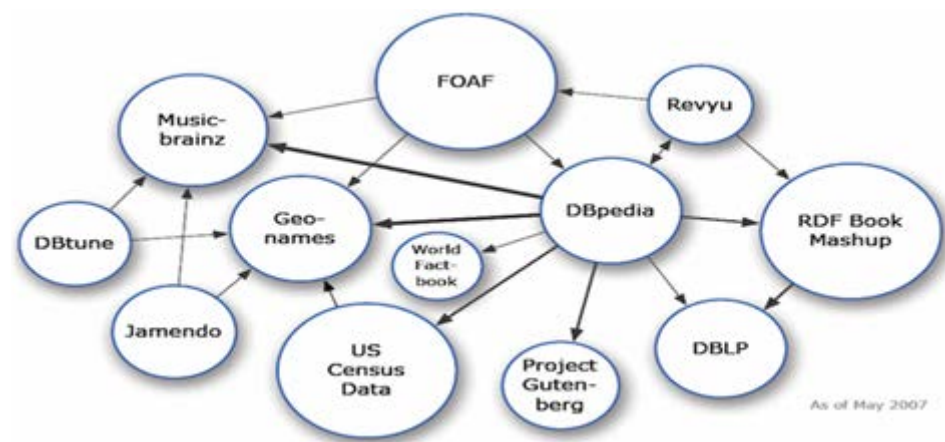 FOAF
Revyu
Music-
brainz
DBpedia
RDF Book
Mashup
Geo-
names
DBtune
World
Fact-
book
Jamendo
US
Census
Data
Project
Guten-
berg
DBLP
As of May 2007